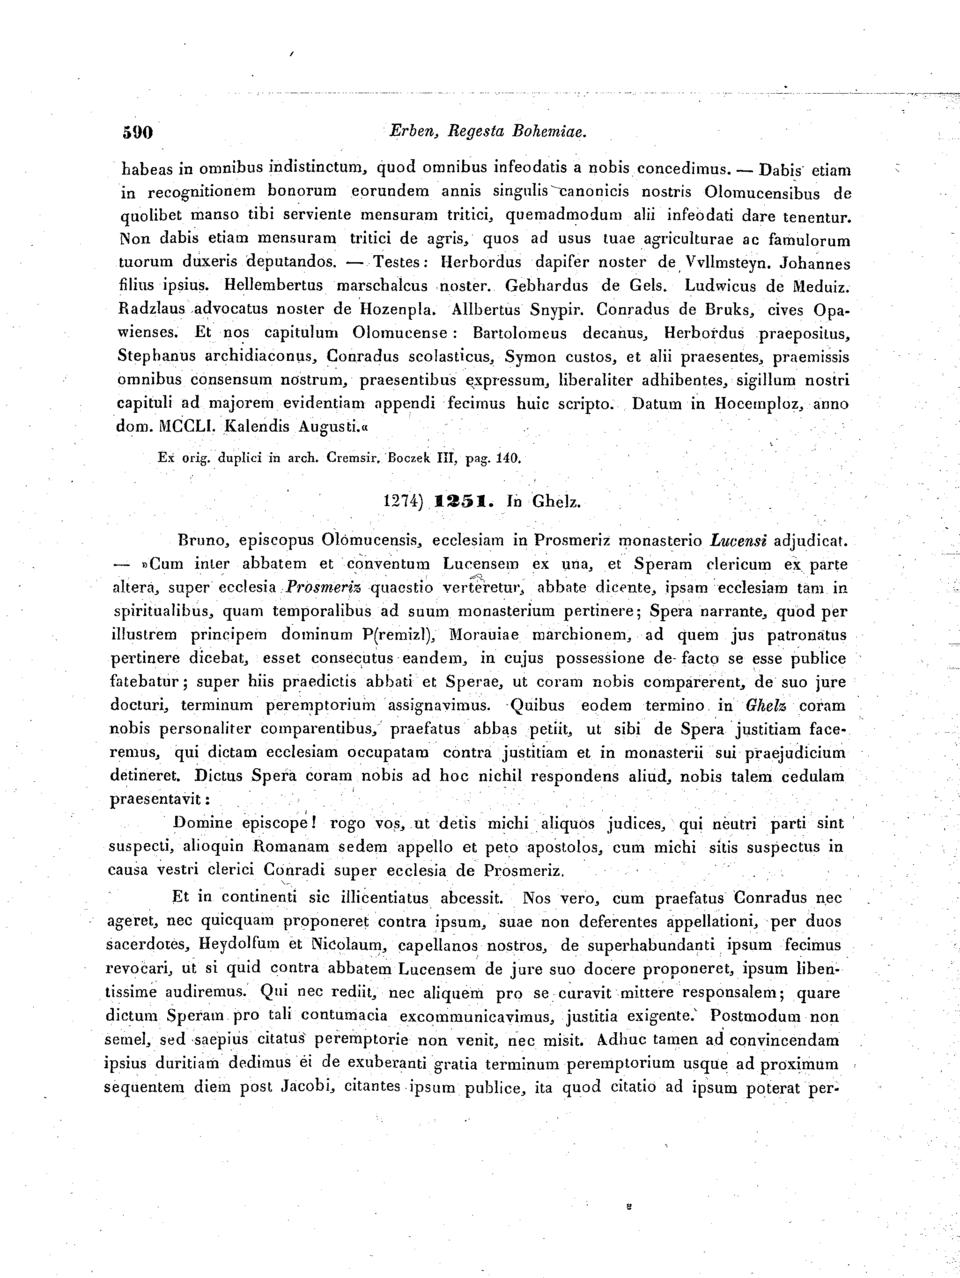 590 Erben, Regesta Bohemiae.
habeas in omnibus indistinctum, quod omnibus infeodatis a nobis concedimus. — Dabis etiam
in recognitionem bonorum eorundem annis singulis canonicis nostris Olomucensibus de
quolibet manso tibi serviente mensuram tritici, quemadmodum alii infeodati dare tenentur.
Non dabis etiam mensuram tritici de agris, quos ad usus tuae agriculturae ac famulorum
tuorum duxeris deputandos. — Testes: Herbordus dapifer noster de Vvllmsteyn. Johannes
filius ipsius. Hellembertus marschalcus noster. Gebhardus de Gels. Ludwicus de Meduiz.
Radzlaus advocatus noster de Hozenpla. Allbertus Snypir. Conradus de Bruks, cives Opa-
wienses. Et nos capitulum Olomucense: Bartolomeus decanus, Herbordus praepositus,
Stephanus archidiaconus, Conradus scolasticus, Symon custos, et alii praesentes, praemissis
omnibus consensum nostrum, praesentibus expressum, liberaliter adhibentes, sigillum nostri
capituli ad majorem evidentiam appendi fecimus huic scripto. Datum in Hocemploz, anno
dom. MCCLI. Kalendis Augusti.«
Ex orig. duplici in arch. Cremsir. Boczek III, pag. 140.
1274) 1251. In Ghelz.
Bruno, episcopus Olomucensis, ecclesiam in Prosmeriz monasterio Lucensi adjudicat.
— »Cum inter abbatem et conventum Lucensem ex una, et Speram clericum ex parte
altera, super ecclesia Prosmeriz quaestio verteretur, abbate dicente, ipsam ecclesiam tam in
spiritualibus, quam temporalibus ad suum monasterium pertinere; Spera narrante, quod per
illustrem principem dominum P(remizl), Morauiae marchionem, ad quem jus patronatus
pertinere dicebat, esset consecutus eandem, in cujus possessione de facto se esse publice
fatebatur; super hiis praedictis abbati et Sperae, ut coram nobis comparerent, de suo jure
docturi, terminum peremptorium assignavimus. Quibus eodem termino in Ghelz coram
nobis personaliter comparentibus, praefatus abbas petiit, ut sibi de Spera justitiam face-
remus, qui dictam ecclesiam occupatam contra justitiam et in monasterii sui praejudicium
detineret. Dictus Spera coram nobis ad hoc nichil respondens aliud, nobis talem cedulam
praesentavit:
Domine episcope! rogo vos, ut detis michi aliquos judices, qui neutri parti sint
suspecti, alioquin Romanam sedem appello et peto apostolos, cum michi sitis suspectus in
causa vestri clerici Conradi super ecclesia de Prosmeriz.
Et in continenti sic illicentiatus abcessit. Nos vero, cum praefatus Conradus nec
ageret, nec quicquam proponeret contra ipsum, suae non deferentes appellationi, per duos
sacerdotes, Heydolfum et Nicolaum, capellanos nostros, de superhabundanti ipsum fecimus
revocari, ut si quid contra abbatem Lucensem de jure suo docere proponeret, ipsum liben-
tissime audiremus. Qui nec rediit, nec aliquem pro se curavit mittere responsalem; quare
dictum Speram pro tali contumacia excommunicavimus, justitia exigente. Postmodum non
semel, sed saepius citatus peremptorie non venit, nec misit. Adhuc tamen ad convincendam
ipsius duritiam dedimus ei de exuberanti gratia terminum peremptorium usque ad proximum
sequentem diem post Jacobi, citantes ipsum publice, ita quod citatio ad ipsum poterat per-